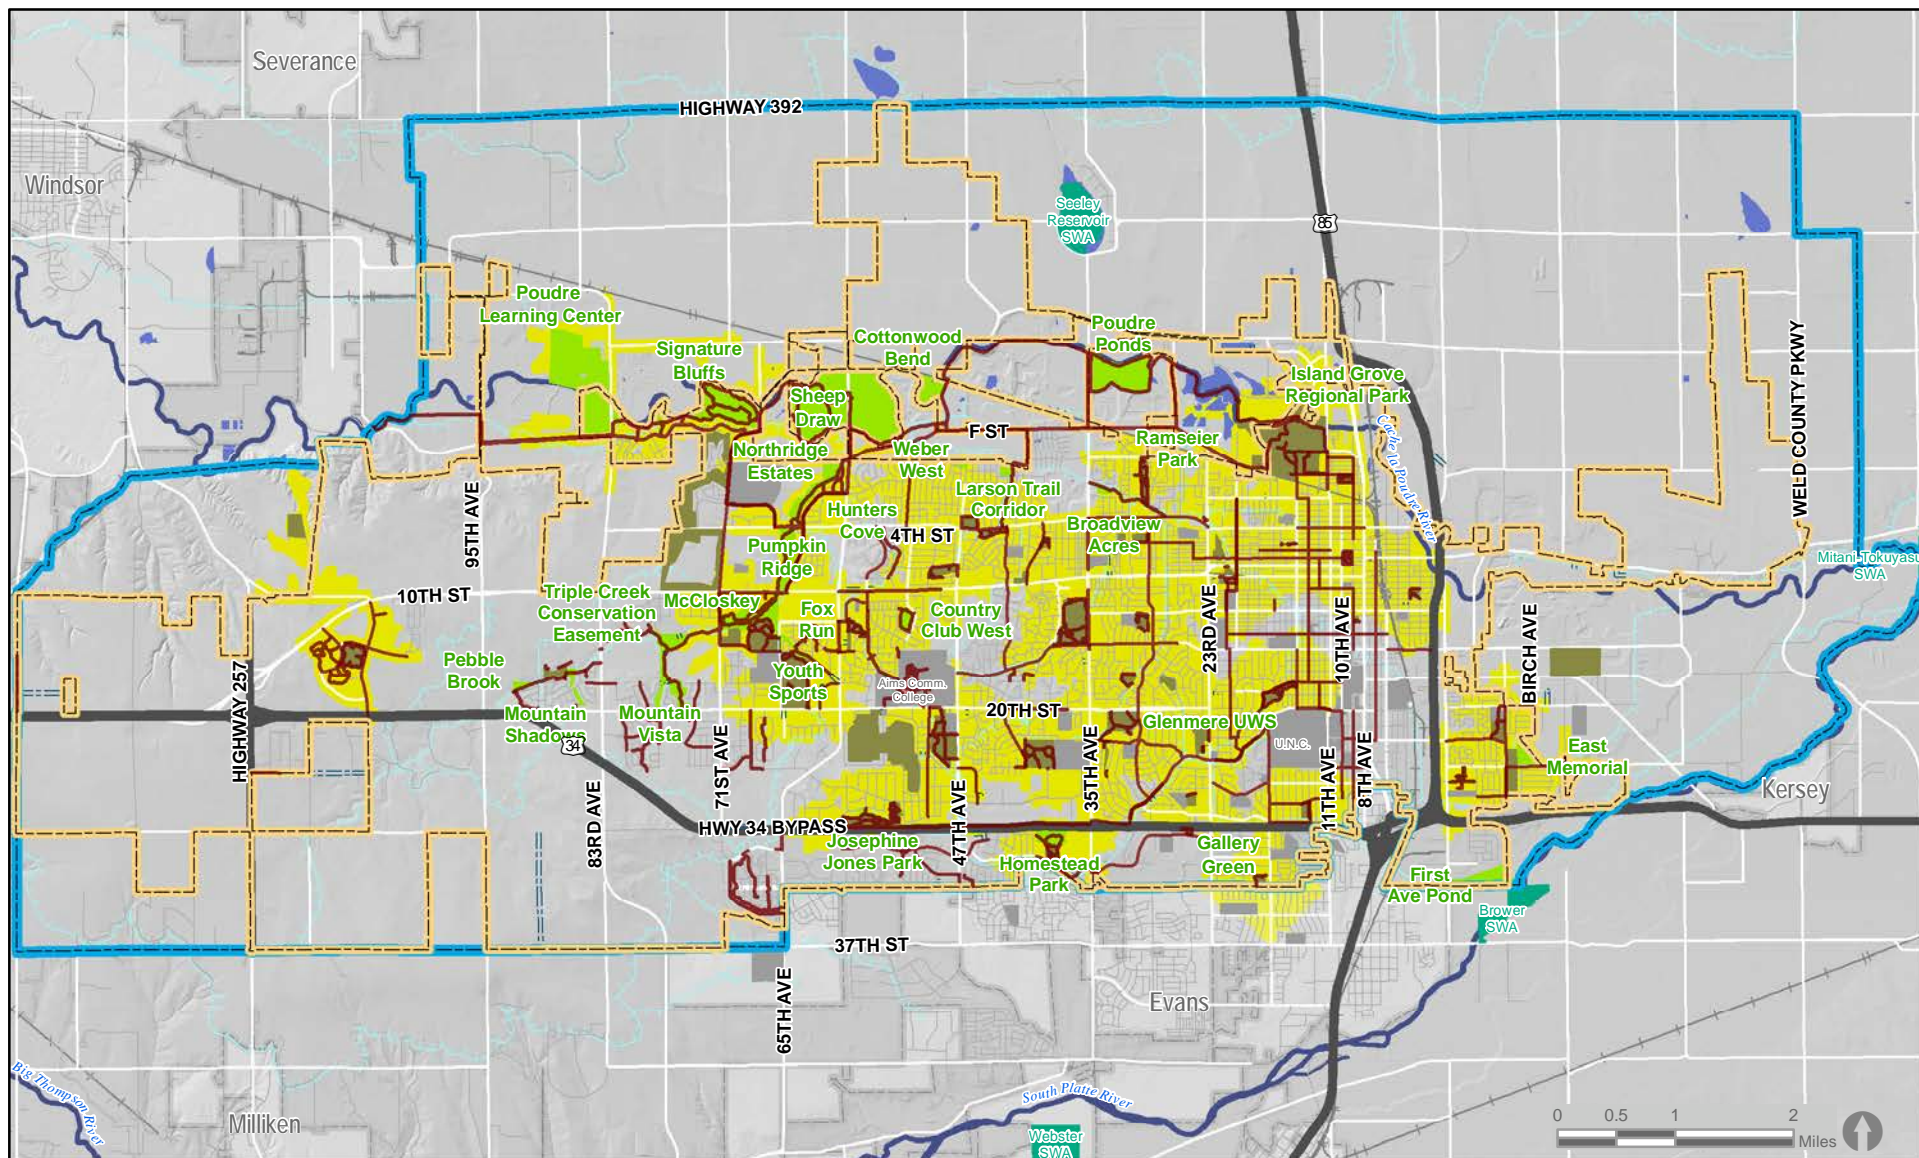 Severance
HIGHWAY 392
Windsor
Seeley
Reservoir
SWA
85
Poudre
Learning Center
Signature
Bluffs
Cottonwood
Bend
Poudre
Ponds
Island Grove
Regional Park
Sheep
Draw
WELD COUNTY PKWY
F ST
Cache la Poudre River
Northridge
Estates
Weber
West
Ramseier
Park
95TH AVE
Larson Trail
Corridor
Hunters
Cove
4TH ST
Broadview
Acres
Pumpkin
Ridge
Mitani-Tokuyasu
SWA
10TH ST
Triple Creek
Conservation
Easement
McCloskey
Fox
Run
Country
Club West
23RD AVE
10TH AVE
BIRCH AVE
Pebble
Brook
HIGHWAY 257
Youth
Sports
Aims Comm.
College
Mountain
Shadows
34
Mountain
Vista
20TH ST
Glenmere UWS
U.N.C.
71ST AVE
35TH AVE
11TH AVE
8TH AVE
East
Memorial
Kersey
83RD AVE
HWY 34 BYPASS
47TH AVE
Josephine
Jones Park
Homestead
Park
Gallery
Green
First
Ave Pond
Brower
SWA
37TH ST
65TH AVE
Evans
Big Thompson
River
South Platte River
Milliken
Webster
SWA
0 0.5 1 2
Miles